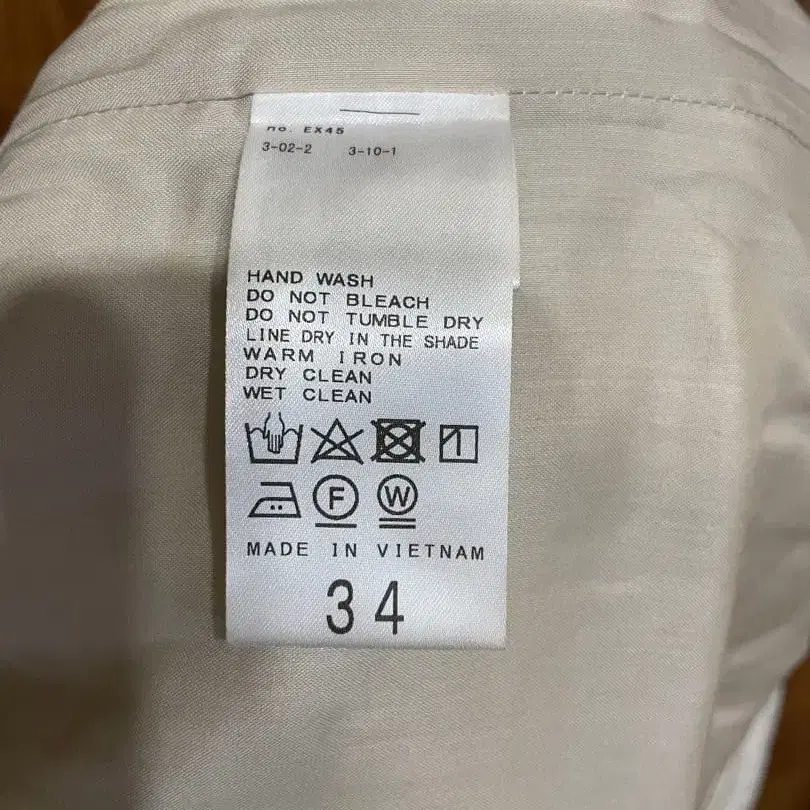 no. EX45
3-02-2 3-10-1
HAND WASH
DO NOT BLEACH
DO NOT TUMBLE DRY
LINE DRY IN THE SHADE
WARM IRON
DRY CLEAN
WET CLEAN
F W
MADE IN VIETNAM
34